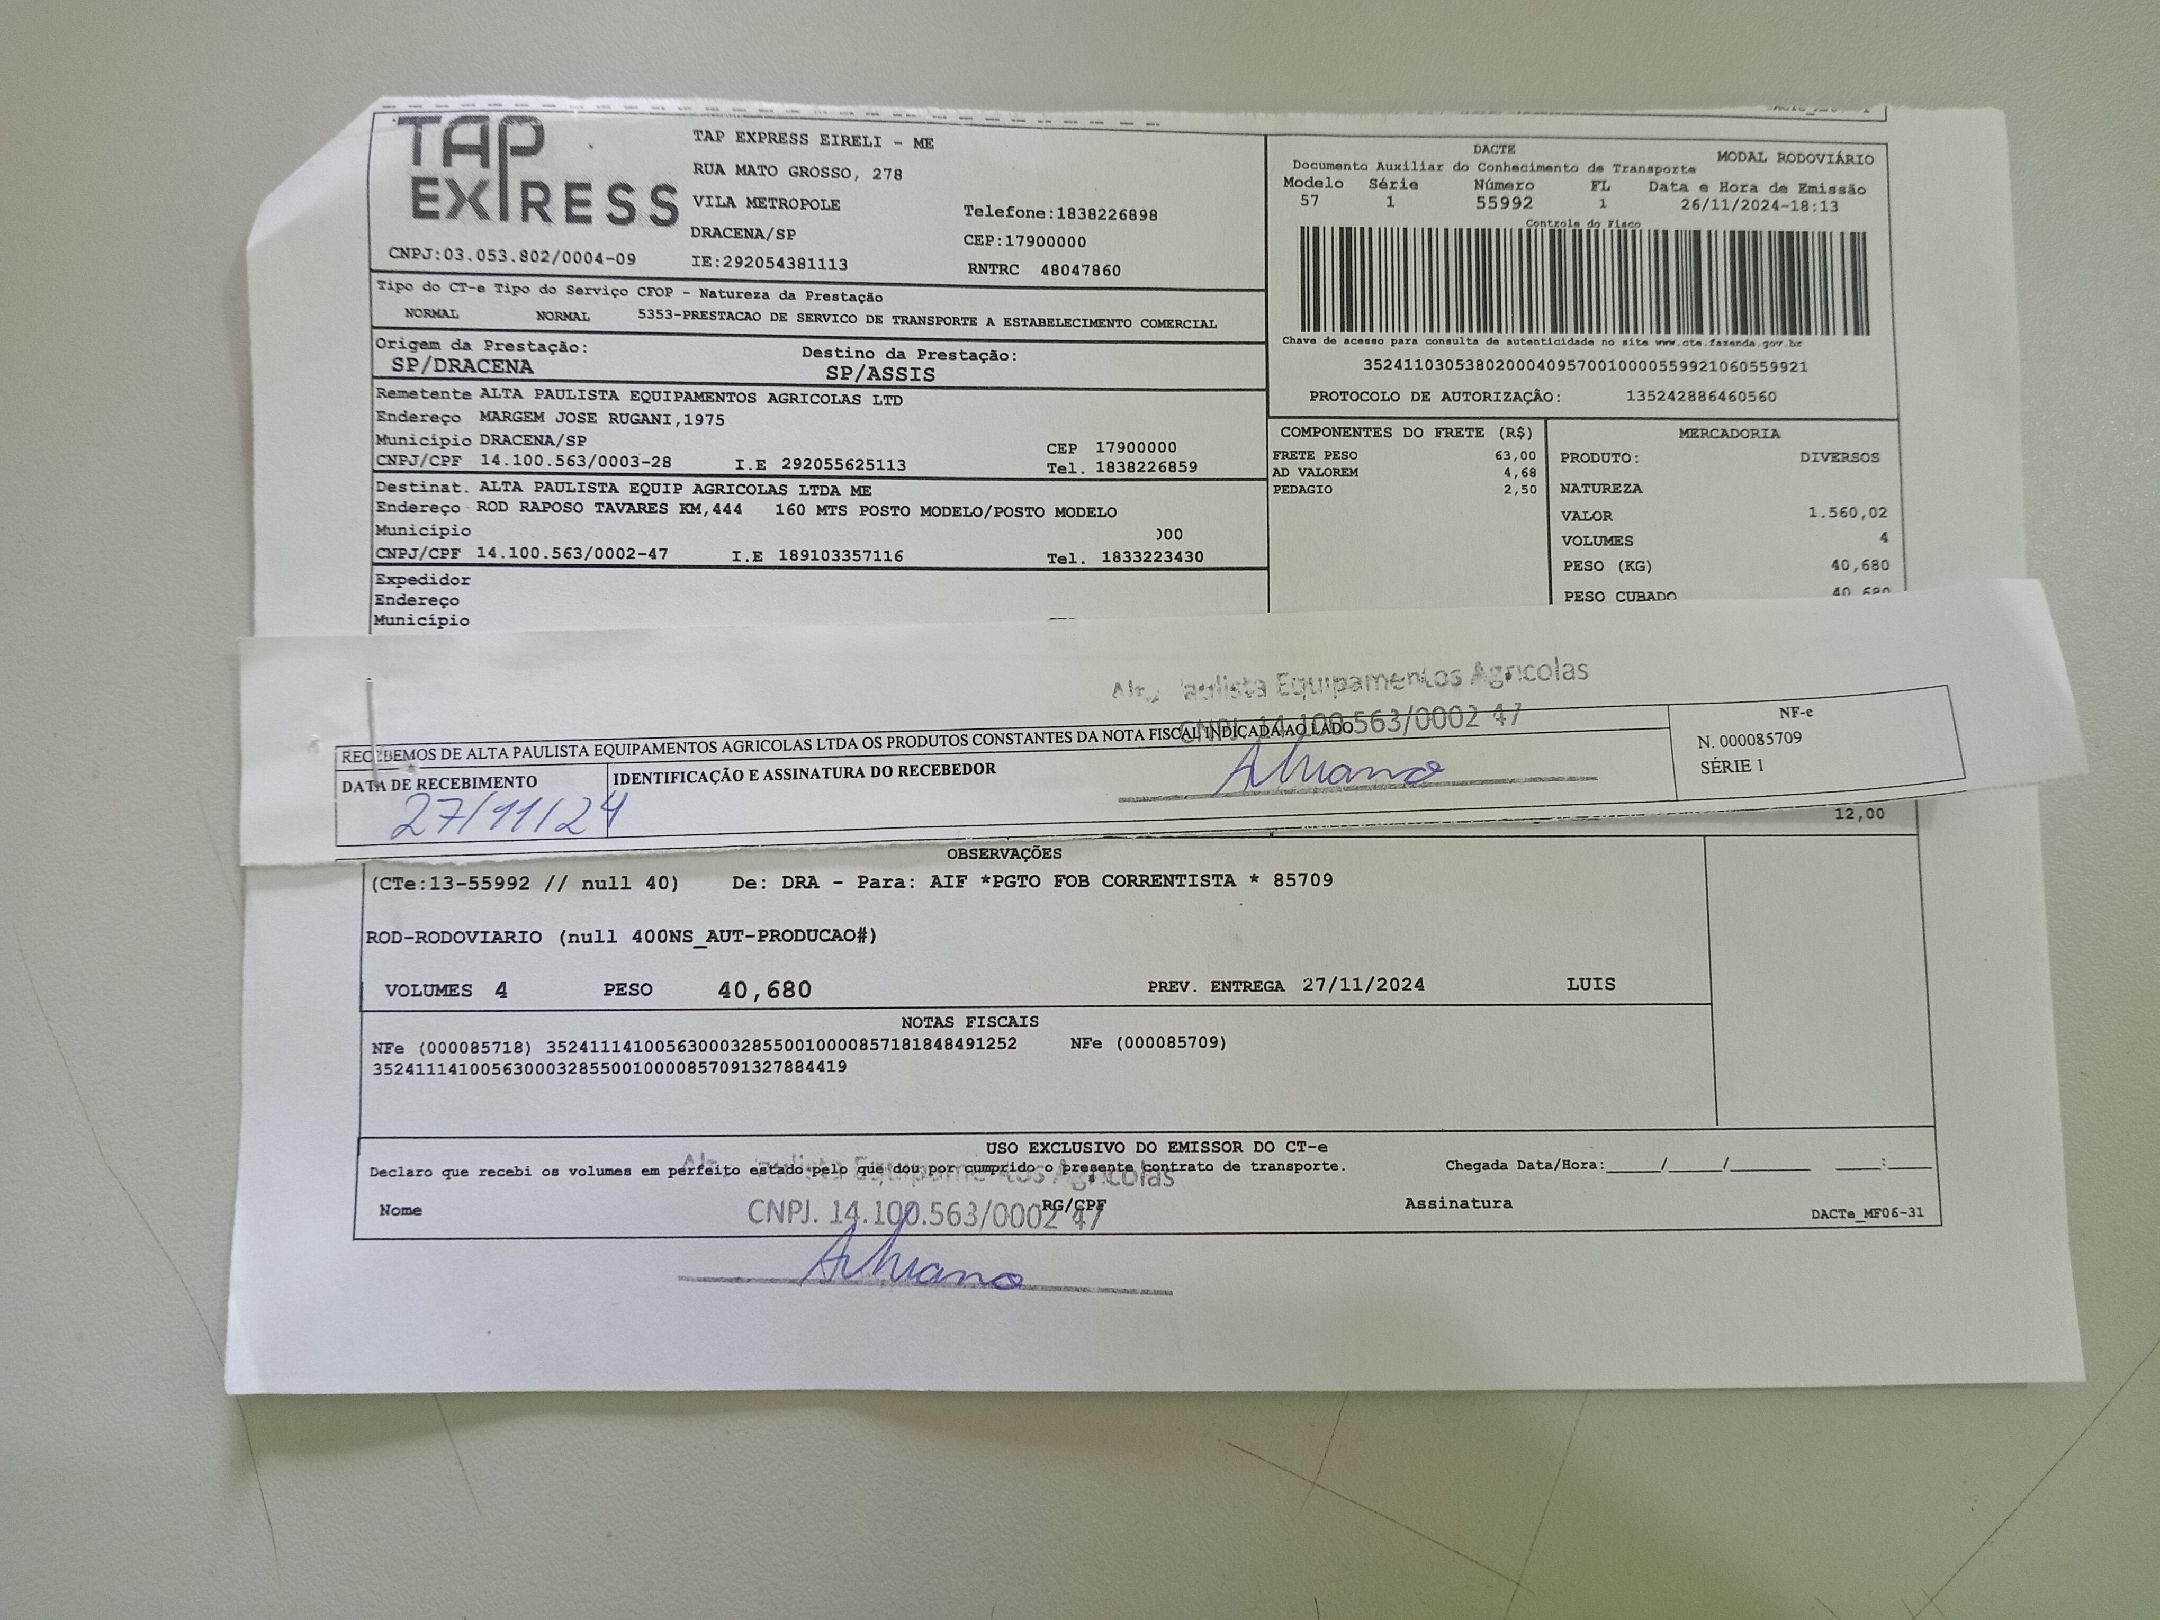 TAP
EXPRESS
TAP EXPRESS EIRELI - ME
RUA MATO GROSSO, 278
VILA METROPOLE
Telefone:1838226898
DRACENA/SP
CEP:17900000
CNPJ:03.053.802/0004-09
IE:292054381113
RNTRC 48047860
DACTE
MODAL RODOVIÁRIO
Documento Auxiliar do Conhecimento de Transporte
Modelo Série Número FL Data e Hora de Emissão
57 1 55992 1 26/11/2024-18:13
Controle do Fisco
Chave de acesso para consulta de autenticidade no site www.cte.fazenda.gov.br
35241103053802000409570010000559921060559921
PROTOCOLO DE AUTORIZAÇÃO: 135242886460560
Tipo do CT-e Tipo do Serviço CFOP - Natureza da Prestação
NORMAL NORMAL 5353-PRESTACAO DE SERVICO DE TRANSPORTE A ESTABELECIMENTO COMERCIAL
Origem da Prestação: Destino da Prestação:
SP/DRACENA SP/ASSIS
Remetente ALTA PAULISTA EQUIPAMENTOS AGRICOLAS LTD
Endereço MARGEM JOSE RUGANI,1975
Município DRACENA/SP CEP 17900000
CNPJ/CPF 14.100.563/0003-28 I.E 292055625113 Tel. 1838226859
Destinat. ALTA PAULISTA EQUIP AGRICOLAS LTDA ME
Endereço ROD RAPOSO TAVARES KM,444 160 MTS POSTO MODELO/POSTO MODELO
Município 000
CNPJ/CPF 14.100.563/0002-47 I.E 189103357116 Tel. 1833223430
Expedidor
Endereço
Município
COMPONENTES DO FRETE (R$)
FRETE PESO 63,00
AD VALOREM 4,68
PEDAGIO 2,50
MERCADORIA
PRODUTO: DIVERSOS
NATUREZA
VALOR 1.560,02
VOLUMES 4
PESO (KG) 40,680
PESO CUBADO 40,680
Paulista Equipamentos Agricolas
CNPJ. 14.100.563/0002 47
RECEBEMOS DE ALTA PAULISTA EQUIPAMENTOS AGRICOLAS LTDA OS PRODUTOS CONSTANTES DA NOTA FISCAL INDICADA AO LADO
DATA DE RECEBIMENTO
27/11/24
IDENTIFICAÇÃO E ASSINATURA DO RECEBEDOR
NF-e
N. 000085709
SÉRIE 1
12,00
OBSERVAÇÕES
(CTe:13-55992 // null 40) De: DRA - Para: AIF *PGTO FOB CORRENTISTA * 85709
ROD-RODOVIARIO (null 400NS_AUT-PRODUCAO#)
VOLUMES 4 PESO 40,680 PREV. ENTREGA 27/11/2024 LUIS
NOTAS FISCAIS
NFe (000085718) 35241114100563000328550010000857181848491252 NFe (000085709)
35241114100563000328550010000857091327884419
USO EXCLUSIVO DO EMISSOR DO CT-e
Declaro que recebi os volumes em perfeito estado pelo que dou por cumprido o presente contrato de transporte. Chegada Data/Hora:_____/_____/_______ ____:____
Nome RG/CPF Assinatura
Equipamentos Agricolas
CNPJ. 14.100.563/0002 47
DACTe_MF06-31